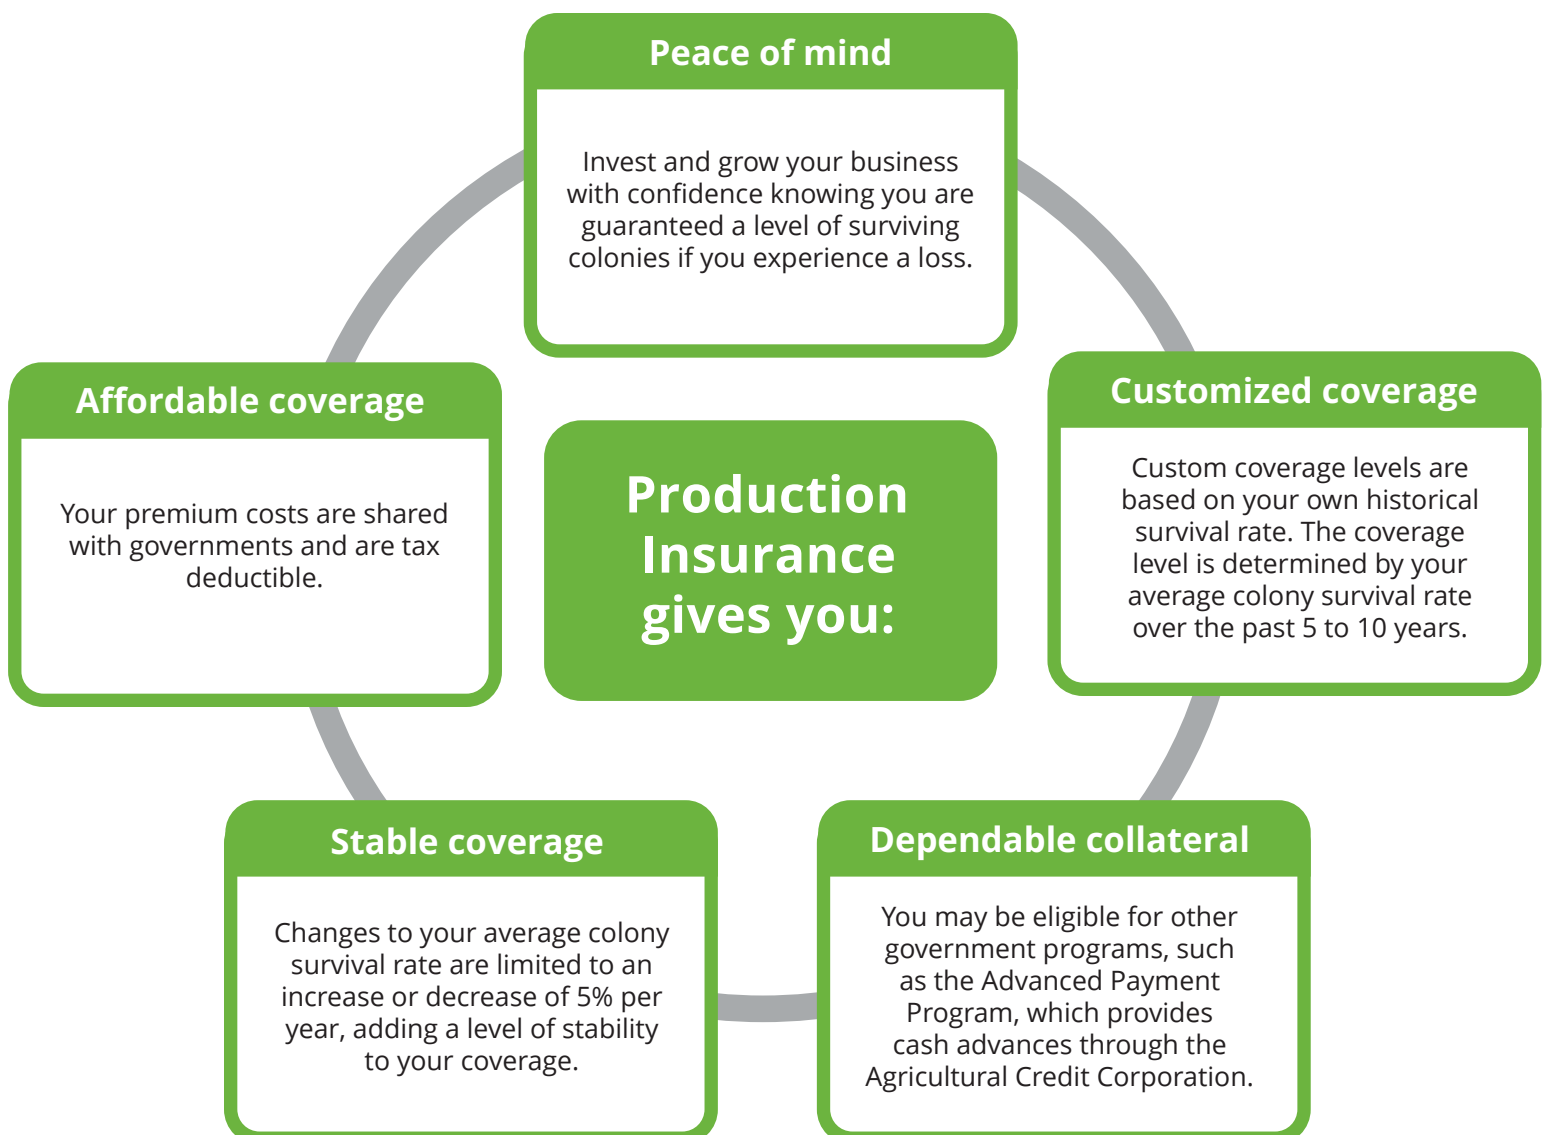 Peace of mind
Invest and grow your business
with confidence knowing you are
guaranteed a level of surviving
colonies if you experience a loss.
Affordable coverage
Your premium costs are shared
with governments and are tax
deductible.
Production
Insurance
gives you:
Customized coverage
Custom coverage levels are
based on your own historical
survival rate. The coverage
level is determined by your
average colony survival rate
over the past 5 to 10 years.
Stable coverage
Changes to your average colony
survival rate are limited to an
increase or decrease of 5% per
year, adding a level of stability
to your coverage.
Dependable collateral
You may be eligible for other
government programs, such
as the Advanced Payment
Program, which provides
cash advances through the
Agricultural Credit Corporation.